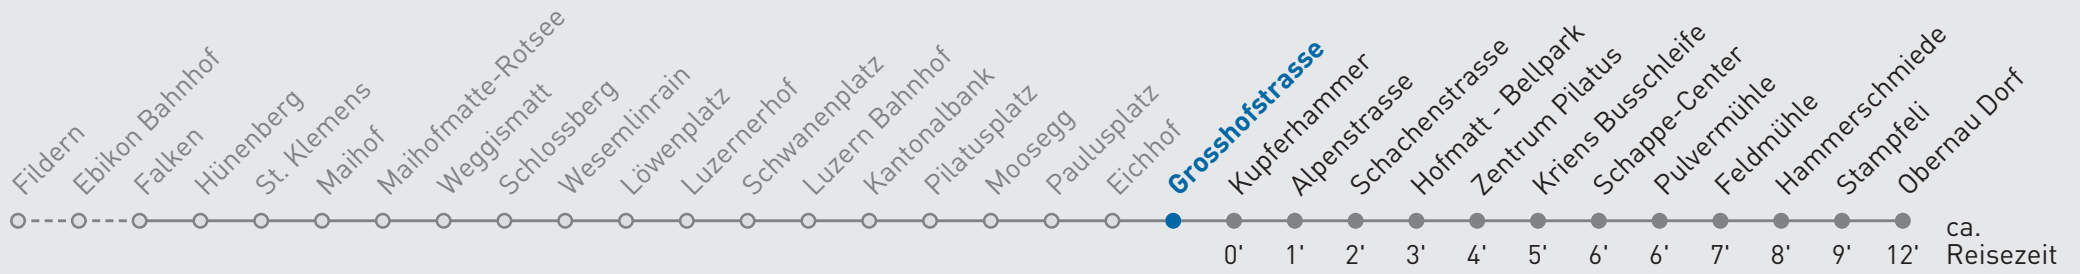 Fildern
Ebikon Bahnhof
Falken
Hünenberg
St. Klemens
Maihof
Maihofmatte-Rotsee
Weggismatt
Schlossberg
Wesemlinrain
Löwenplatz
Luzernerhof
Schwanenplatz
Luzern Bahnhof
Kantonalbank
Pilatusplatz
Moosegg
Paulusplatz
Eichhof
Grosshofstrasse
Kupferhammer
Alpenstrasse
Schachenstrasse
Hofmatt - Bellpark
Zentrum Pilatus
Kriens Busschleife
Schappe-Center
Pulvermühle
Feldmühle
Hammerschmiede
Stampfeli
Obernau Dorf
0' 1' 2' 3' 4' 5' 6' 6' 7' 8' 9' 12'
ca.
Reisezeit